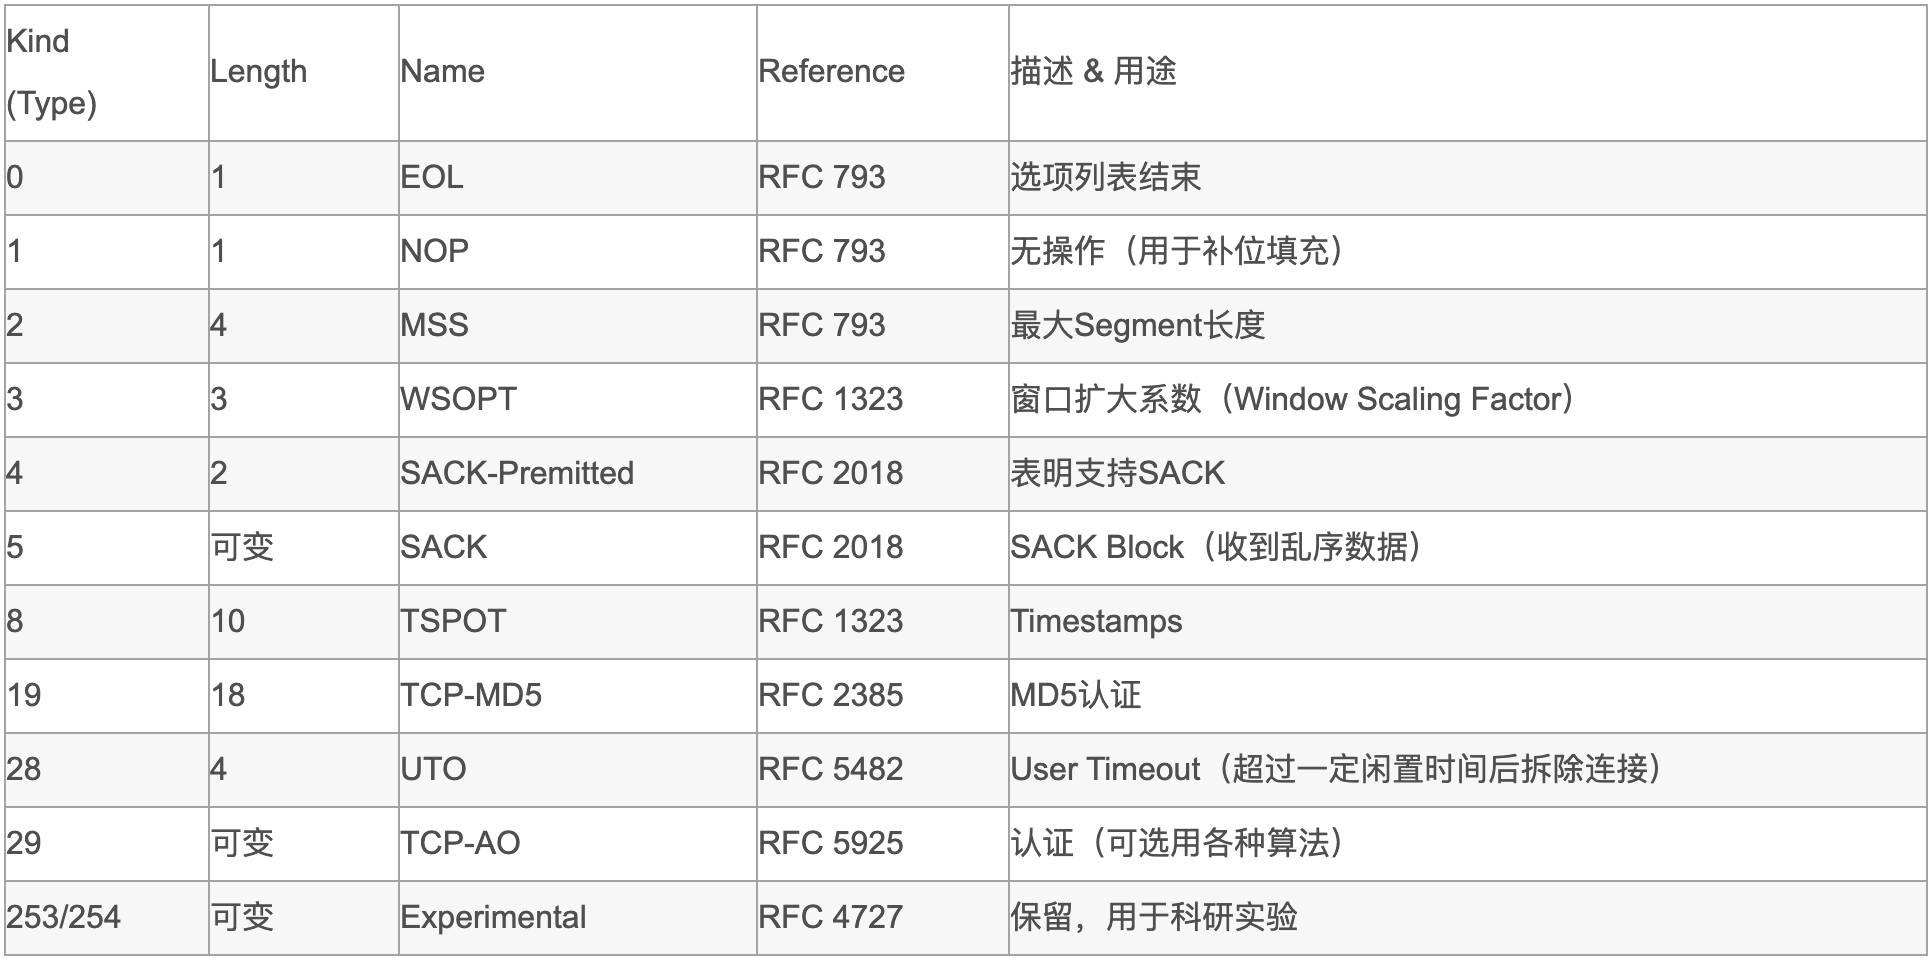 Kind
(Type) Length Name Reference 描述 & 用途
0 1 EOL RFC 793 选项列表结束
1 1 NOP RFC 793 无操作（用于补位填充）
2 4 MSS RFC 793 最大Segment长度
3 3 WSOPT RFC 1323 窗口扩大系数（Window Scaling Factor）
4 2 SACK-Premitted RFC 2018 表明支持SACK
5 可变 SACK RFC 2018 SACK Block（收到乱序数据）
8 10 TSPOT RFC 1323 Timestamps
19 18 TCP-MD5 RFC 2385 MD5认证
28 4 UTO RFC 5482 User Timeout（超过一定闲置时间后拆除连接）
29 可变 TCP-AO RFC 5925 认证（可选用各种算法）
253/254 可变 Experimental RFC 4727 保留，用于科研实验